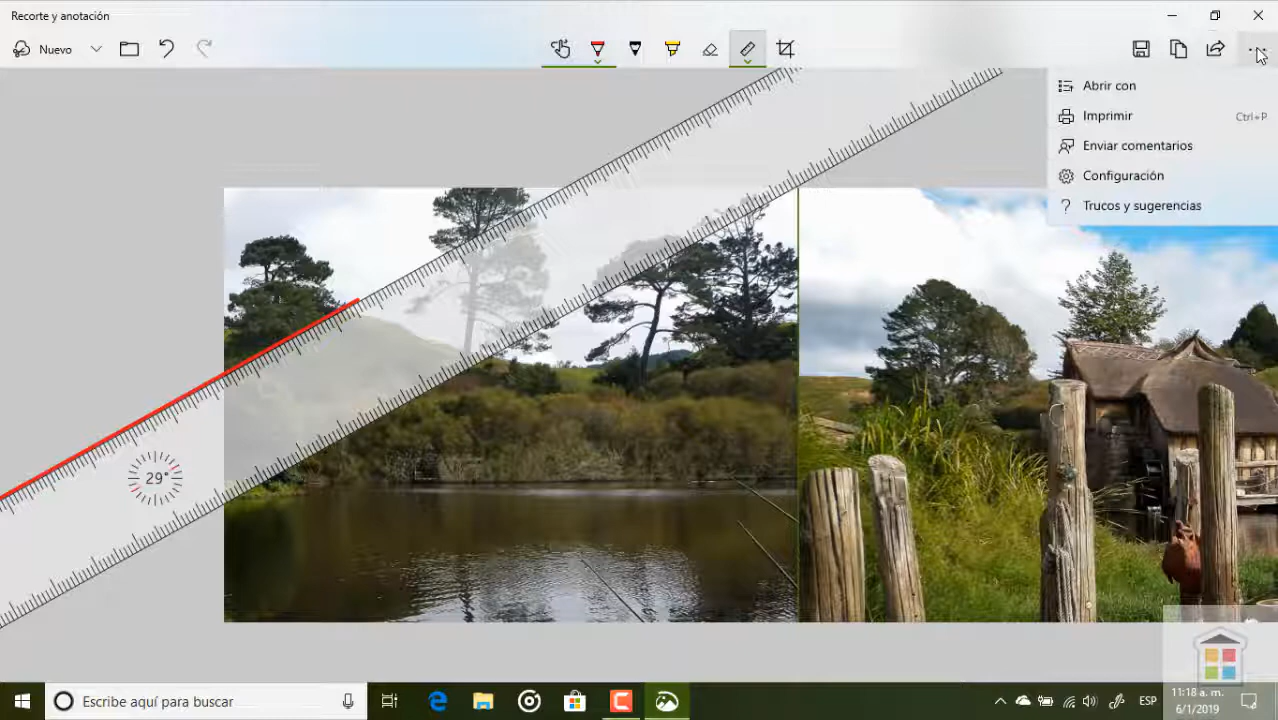 Recorte y anotación
Nuevo
Abrir con
Imprimir Ctrl+P
Enviar comentarios
Configuración
? Trucos y sugerencias
29°
Escribe aquí para buscar
ESP
11:18 a. m.
6/1/2019